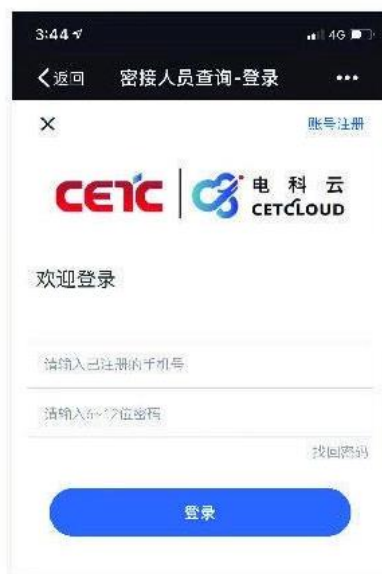 3:44 4G
返回 密接人员查询-登录 •••
× 账号注册
CETC 电科云
CETCLOUD
欢迎登录
请输入已注册的手机号
请输入6~12位密码
找回密码
登录